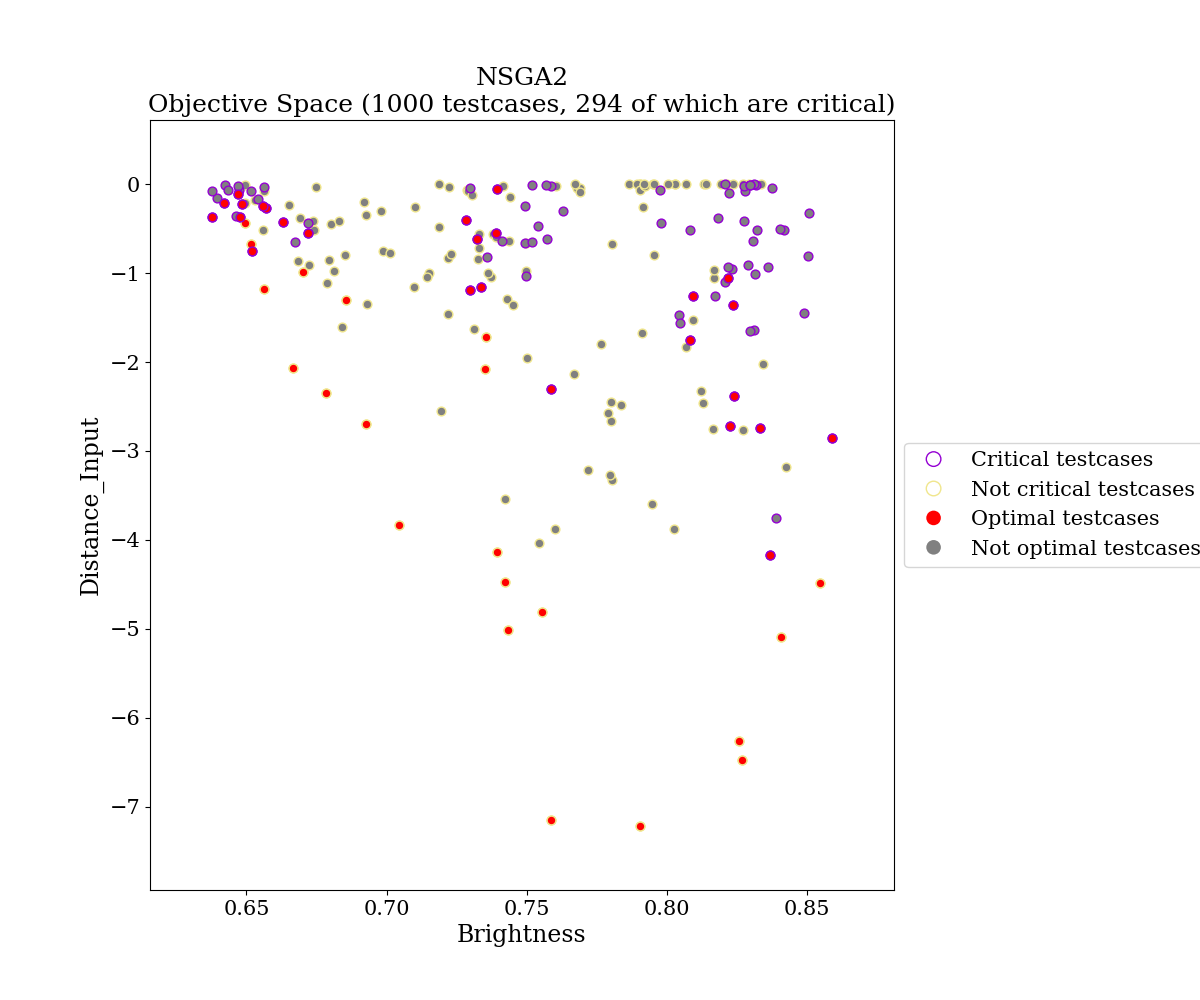 NSGA2
Objective Space (1000 testcases, 294 of which are critical)
0
−1
−2
−3
−4
−5
−6
−7
Distance_Input
0.65
0.70
0.75
0.80
0.85
Brightness
Critical testcases
Not critical testcases
Optimal testcases
Not optimal testcases